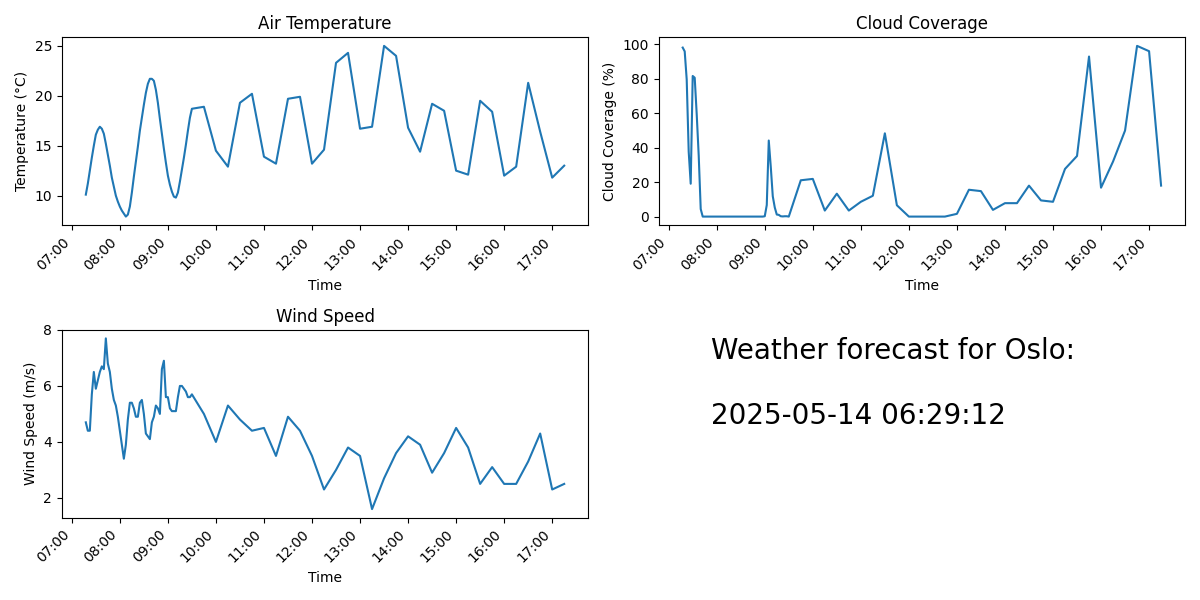 Air Temperature
Temperature (°C)
25
20
15
10
07:00 08:00 09:00 10:00 11:00 12:00 13:00 14:00 15:00 16:00 17:00
Time
Cloud Coverage
Cloud Coverage (%)
100
80
60
40
20
0
07:00 08:00 09:00 10:00 11:00 12:00 13:00 14:00 15:00 16:00 17:00
Time
Wind Speed
Wind Speed (m/s)
8
6
4
2
07:00 08:00 09:00 10:00 11:00 12:00 13:00 14:00 15:00 16:00 17:00
Time
Weather forecast for Oslo:
2025-05-14 06:29:12